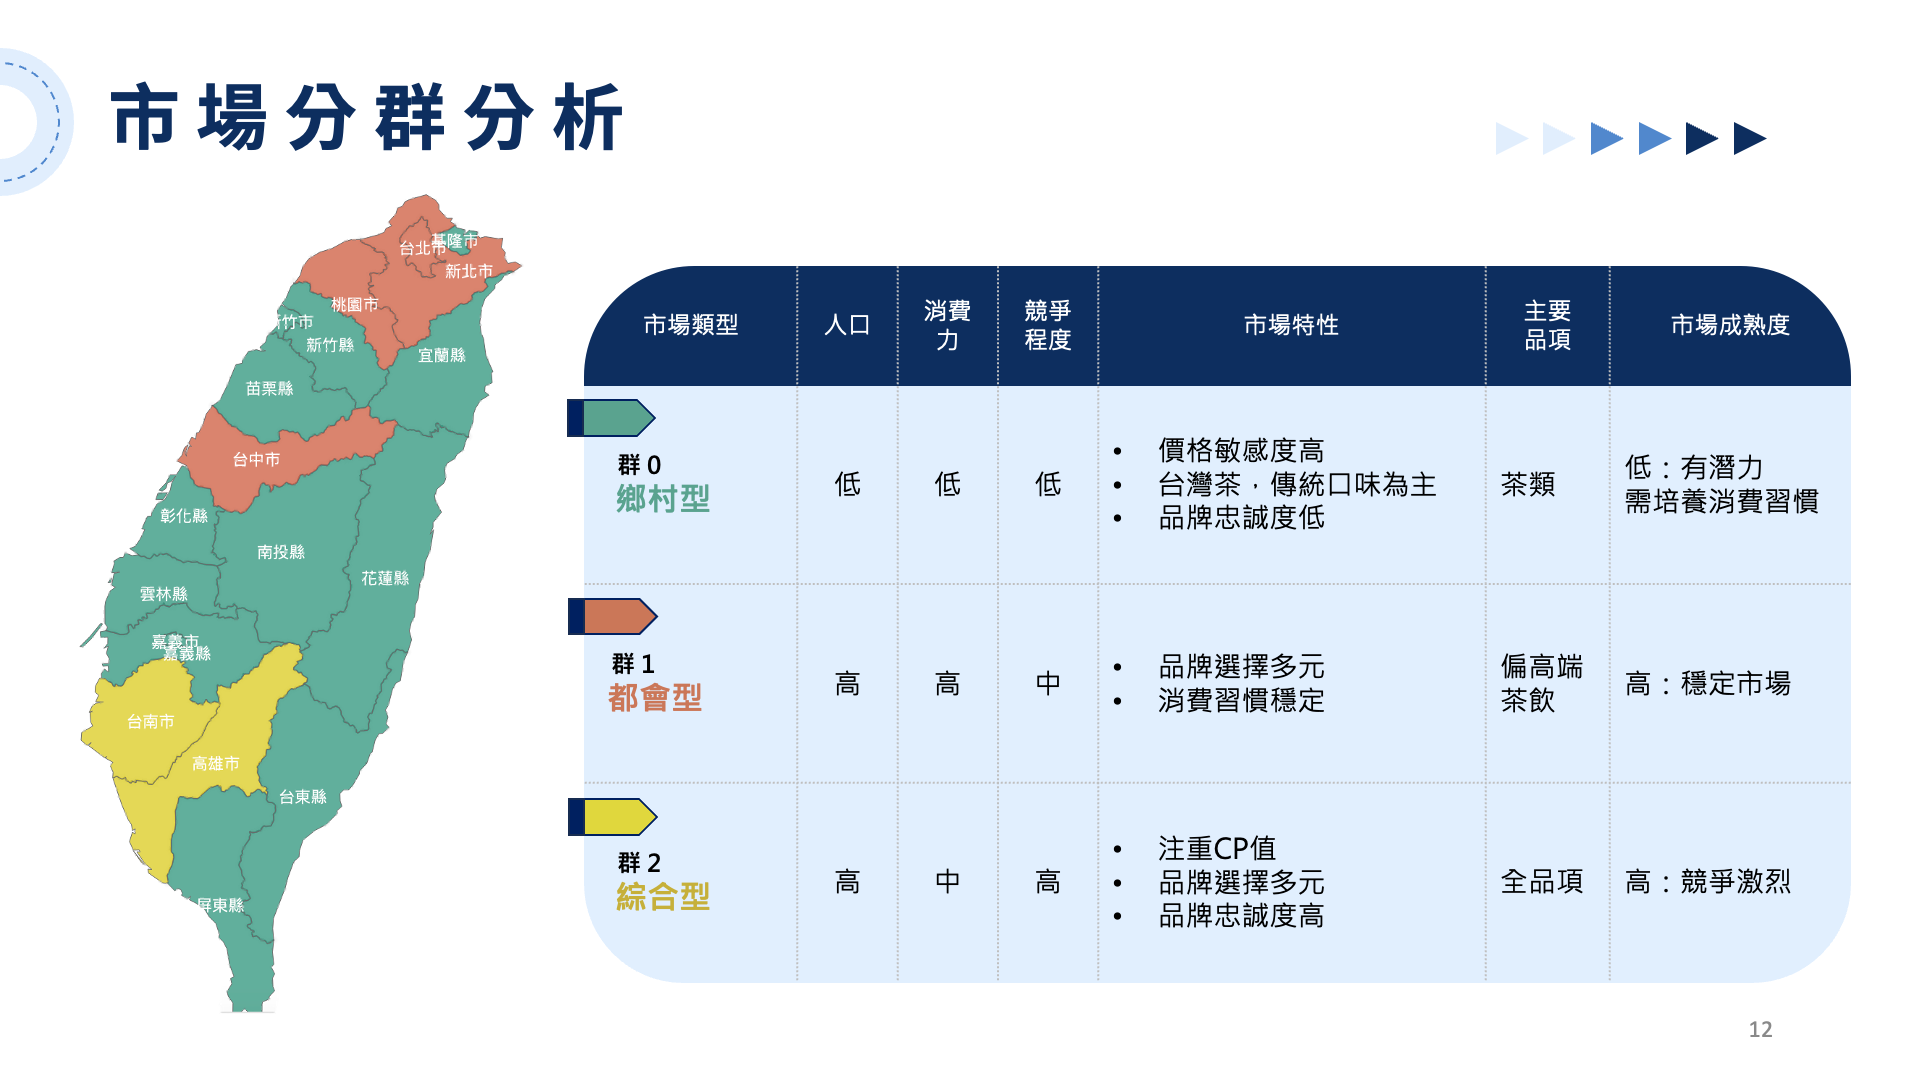 市場分群分析
台北市
基隆市
新北市
桃園市
新竹市
新竹縣
宜蘭縣
苗栗縣
台中市
彰化縣
南投縣
花蓮縣
雲林縣
嘉義市
嘉義縣
台南市
高雄市
台東縣
屏東縣
市場類型
人口
消費
力
競爭
程度
市場特性
主要
品項
市場成熟度
群 0
鄉村型
低
低
低
• 價格敏感度高
• 台灣茶，傳統口味為主
• 品牌忠誠度低
茶類
低：有潛力
需培養消費習慣
群 1
都會型
高
高
中
• 品牌選擇多元
• 消費習慣穩定
偏高端
茶飲
高：穩定市場
群 2
綜合型
高
中
高
• 注重CP值
• 品牌選擇多元
• 品牌忠誠度高
全品項
高：競爭激烈
12